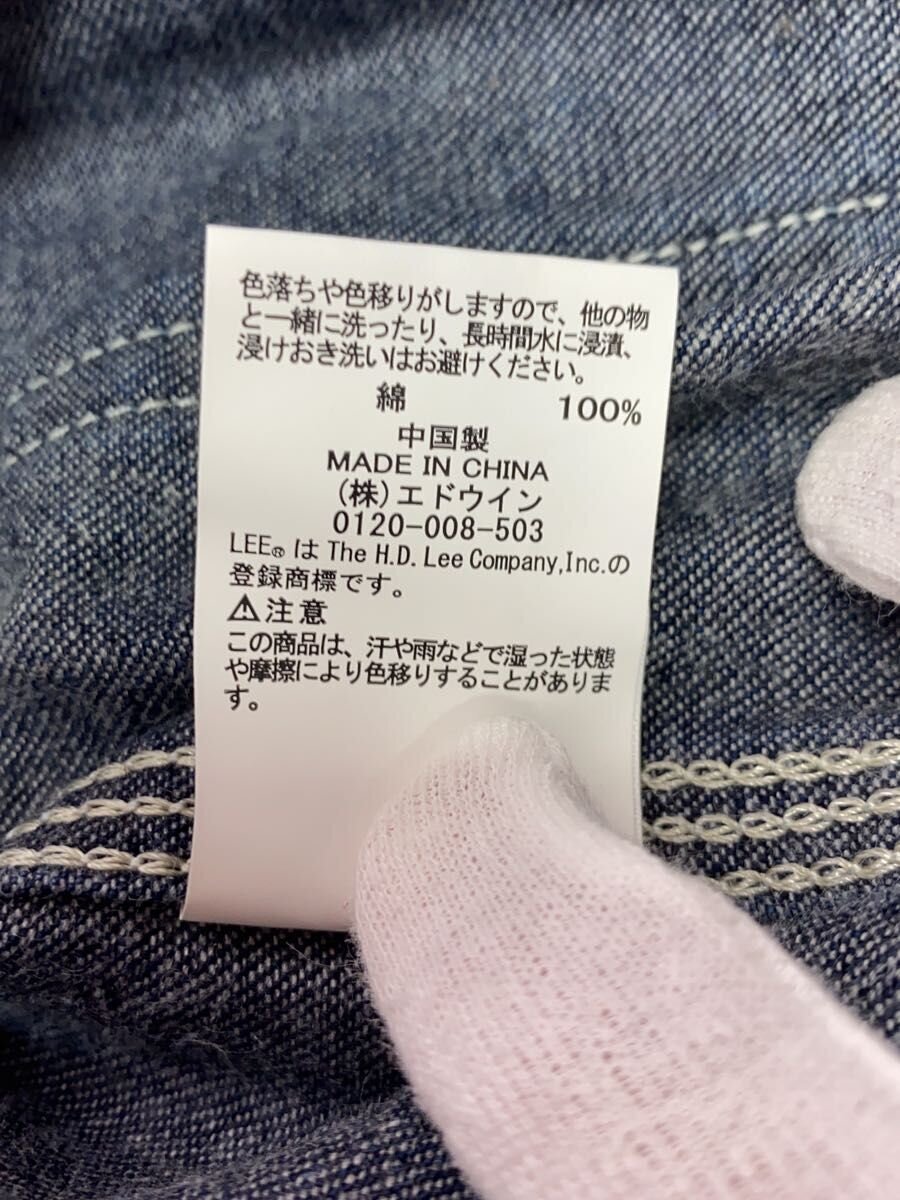 色落ちや色移りがしますので、他の物
と一緒に洗ったり、長時間水に浸漬、
浸けおき洗いはお避けください。
綿 100%
中国製
MADE IN CHINA
(株)エドウイン
0120-008-503
LEE® は The H.D. Lee Company,Inc.の
登録商標です。
⚠注意
この商品は、汗や雨などで湿った状態
や摩擦により色移りすることがありま
す。